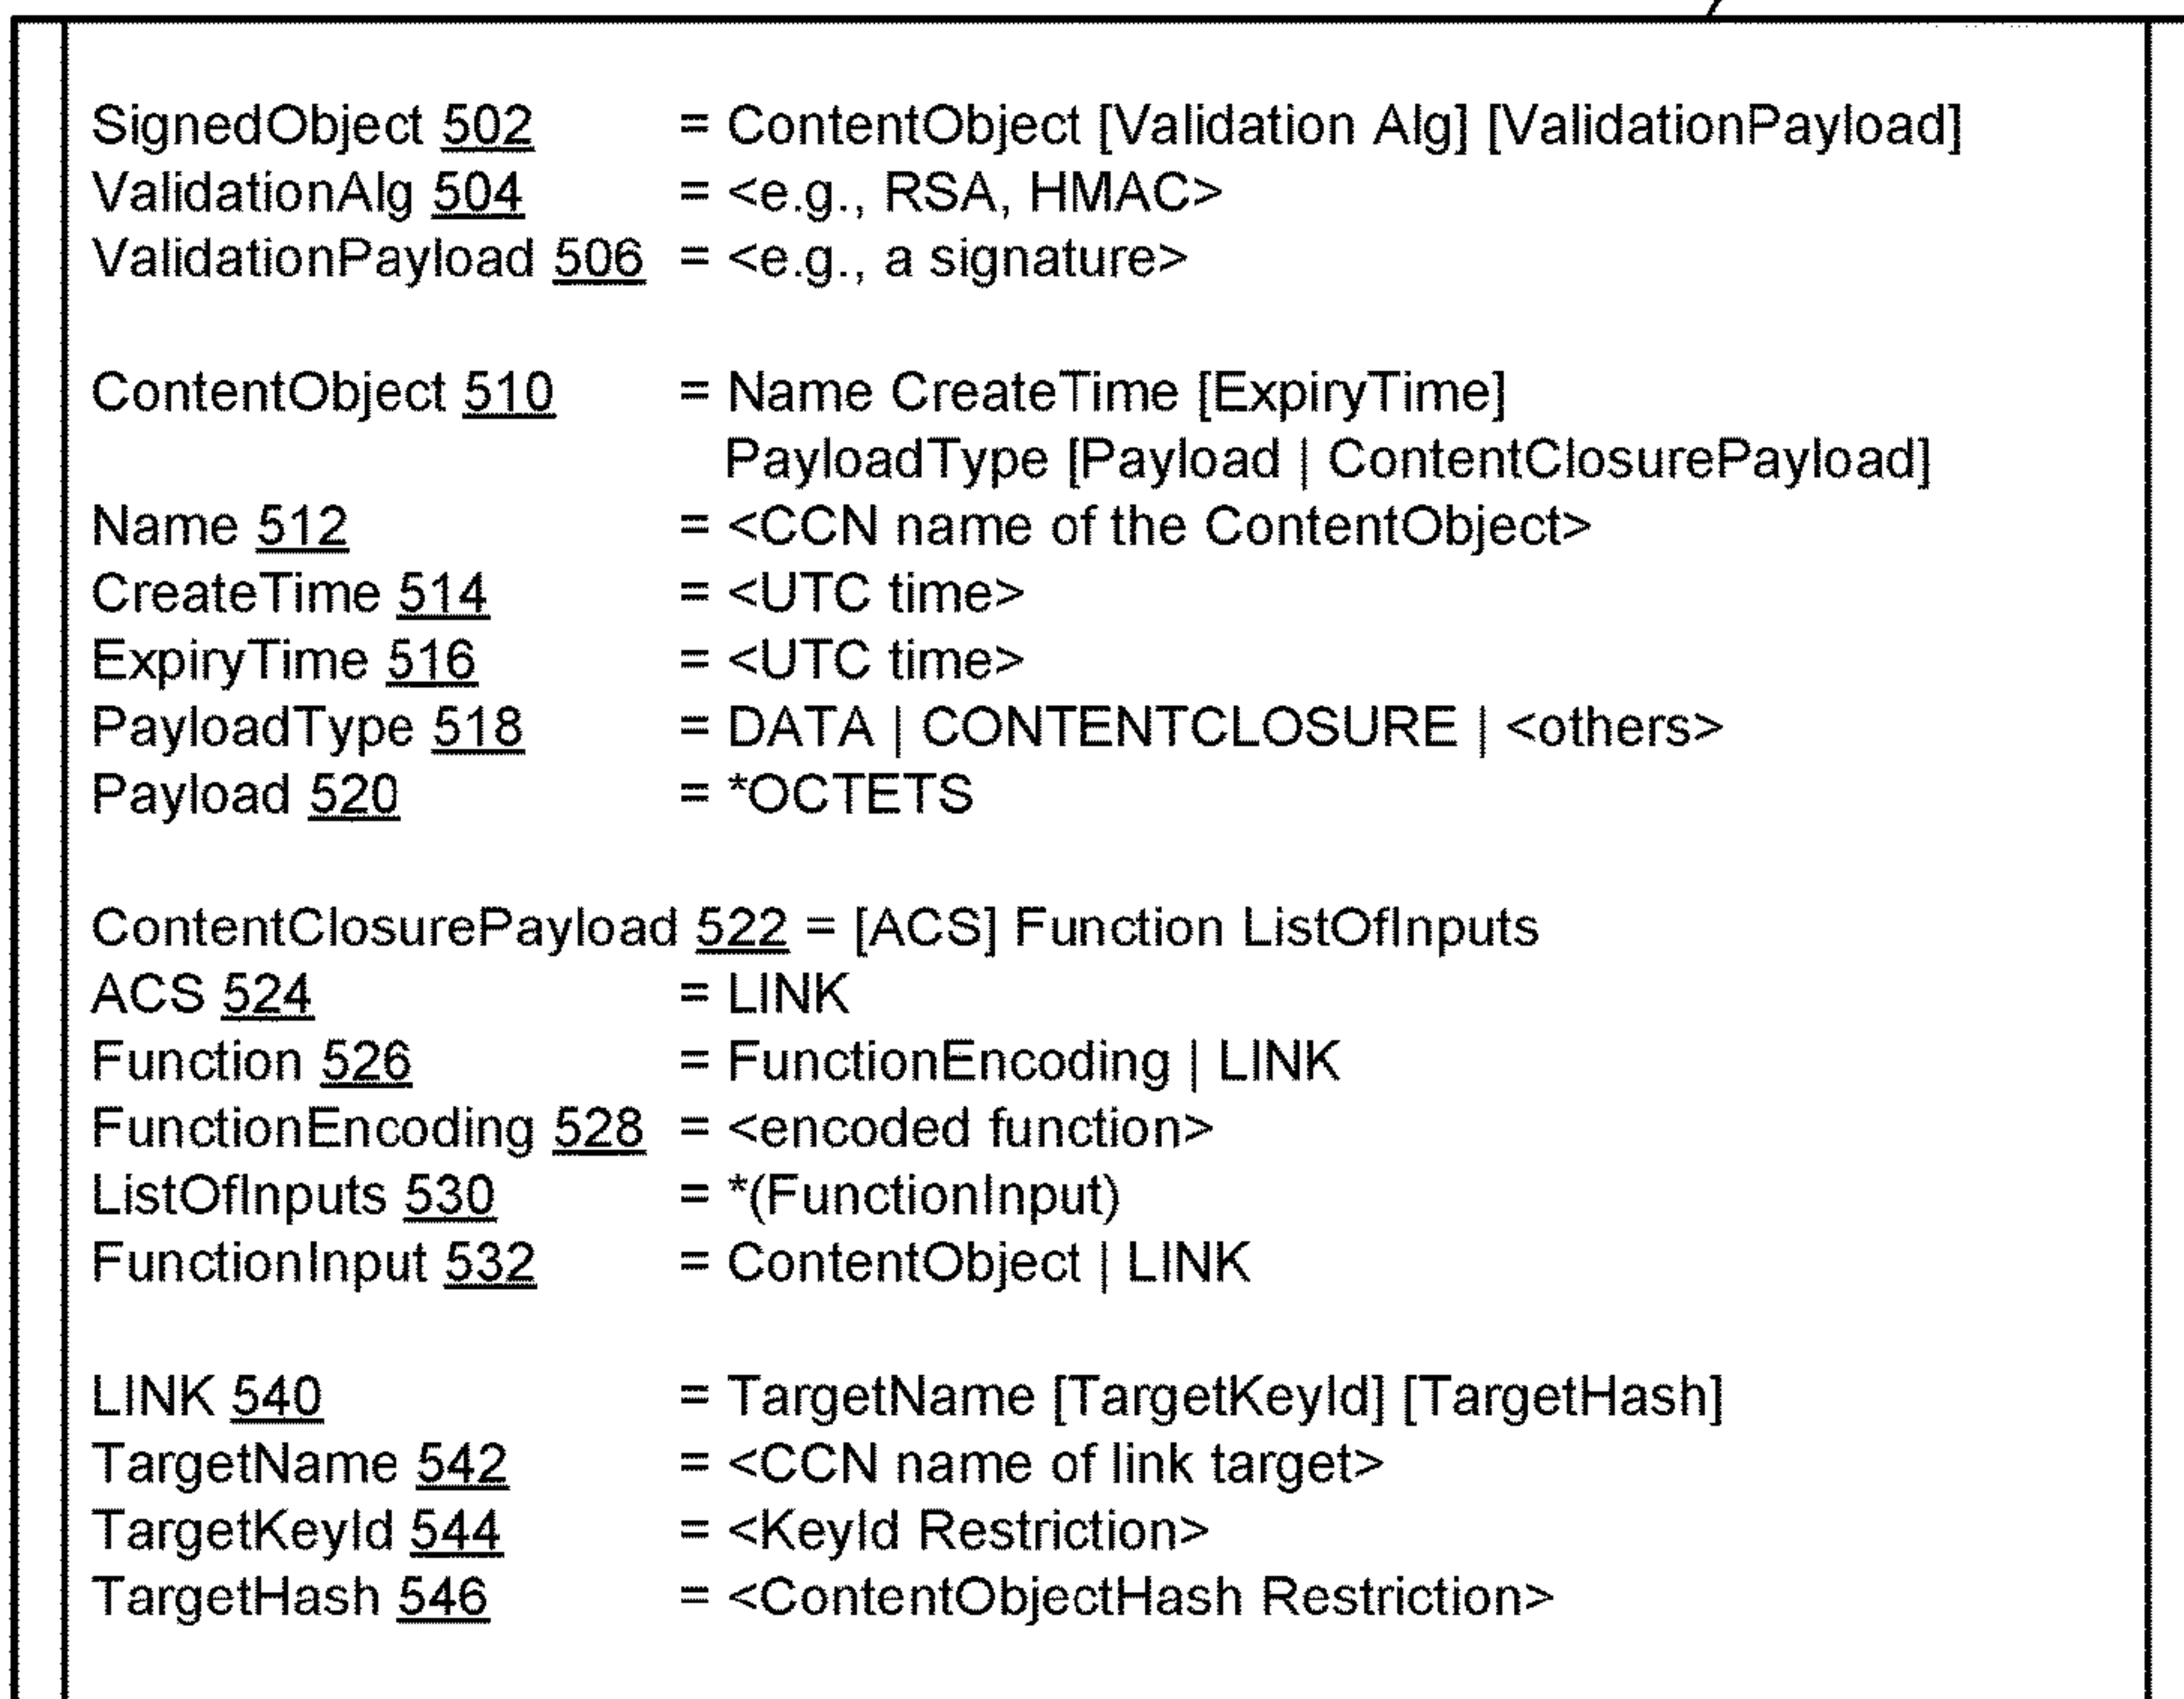 SignedObject 502 = ContentObject [Validation Alg] [ValidationPayload]
ValidationAlg 504 = <e.g., RSA, HMAC>
ValidationPayload 506 = <e.g., a signature>
ContentObject 510 = Name CreateTime [ExpiryTime]
PayloadType [Payload | ContentClosurePayload]
Name 512 = <CCN name of the ContentObject>
CreateTime 514 = <UTC time>
ExpiryTime 516 = <UTC time>
PayloadType 518 = DATA | CONTENTCLOSURE | <others>
Payload 520 = *OCTETS
ContentClosurePayload 522 = [ACS] Function ListOfInputs
ACS 524 = LINK
Function 526 = FunctionEncoding | LINK
FunctionEncoding 528 = <encoded function>
ListOfInputs 530 = *(FunctionInput)
FunctionInput 532 = ContentObject | LINK
LINK 540 = TargetName [TargetKeyId] [TargetHash]
TargetName 542 = <CCN name of link target>
TargetKeyId 544 = <KeyId Restriction>
TargetHash 546 = <ContentObjectHash Restriction>